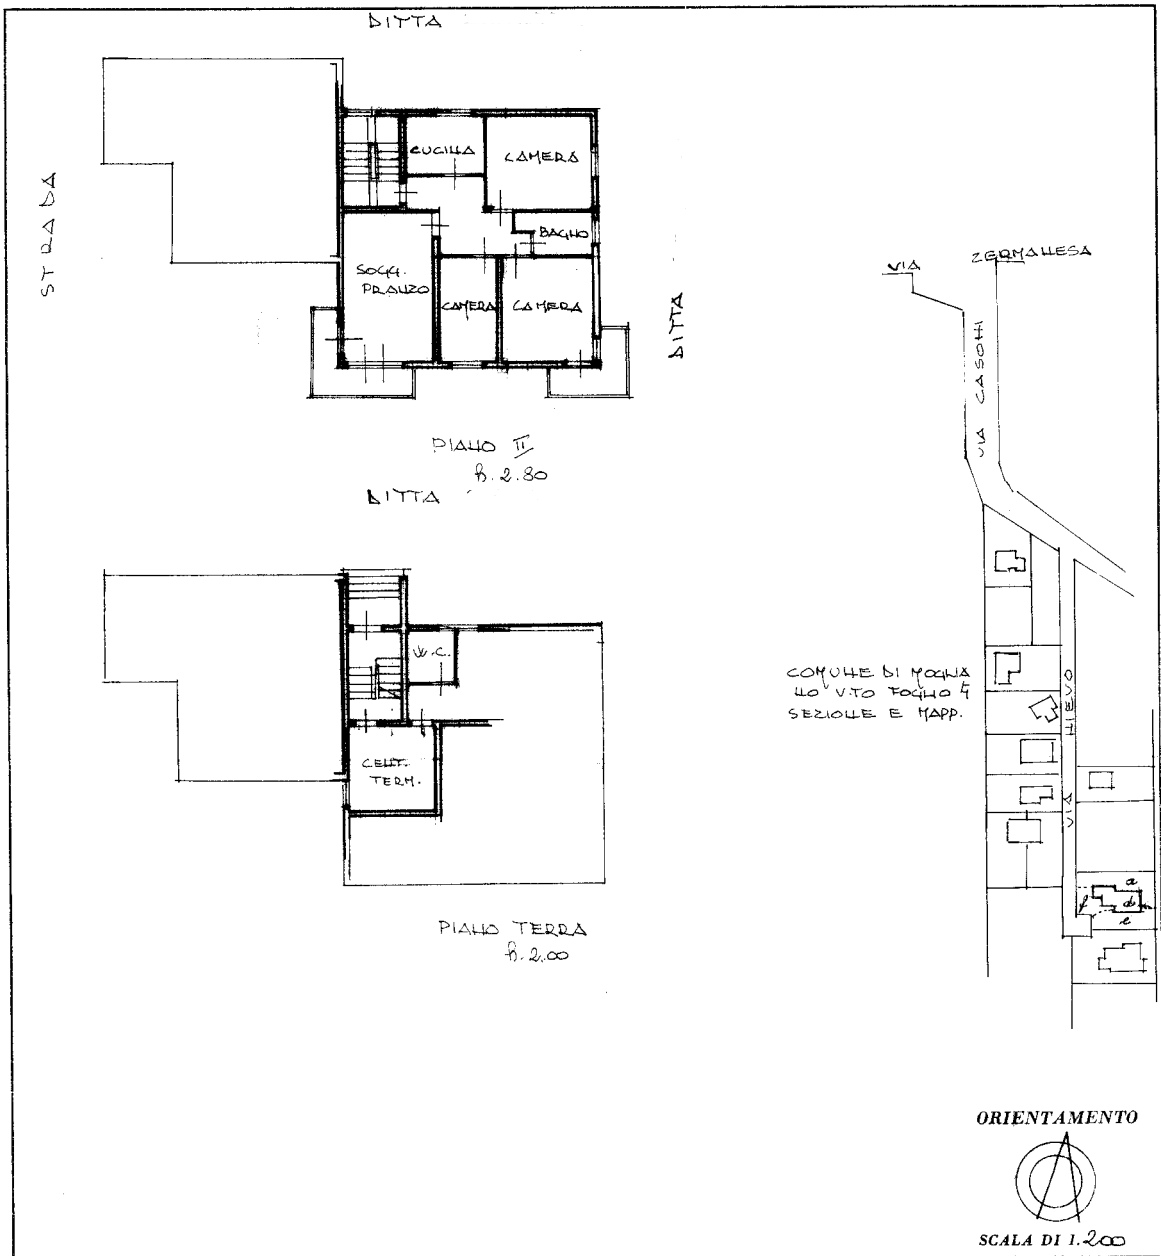 DITTA
STRADA
CUCINA
CAMERA
BAGNO
SOGG.
PRANZO
CAMERA
CAMERA
DITTA
PIANO II
h. 2.80
DITTA
W.C.
CENT.
TERM.
PIANO TERRA
h. 2.00
VIA ZERMANESA
VIA CASONI
COMUNE DI MOGLIA
NO V.TO FOGLIO 4
SEZIONE E MAPP.
VIA NIEVO
a
f d
e
ORIENTAMENTO
SCALA DI 1.200